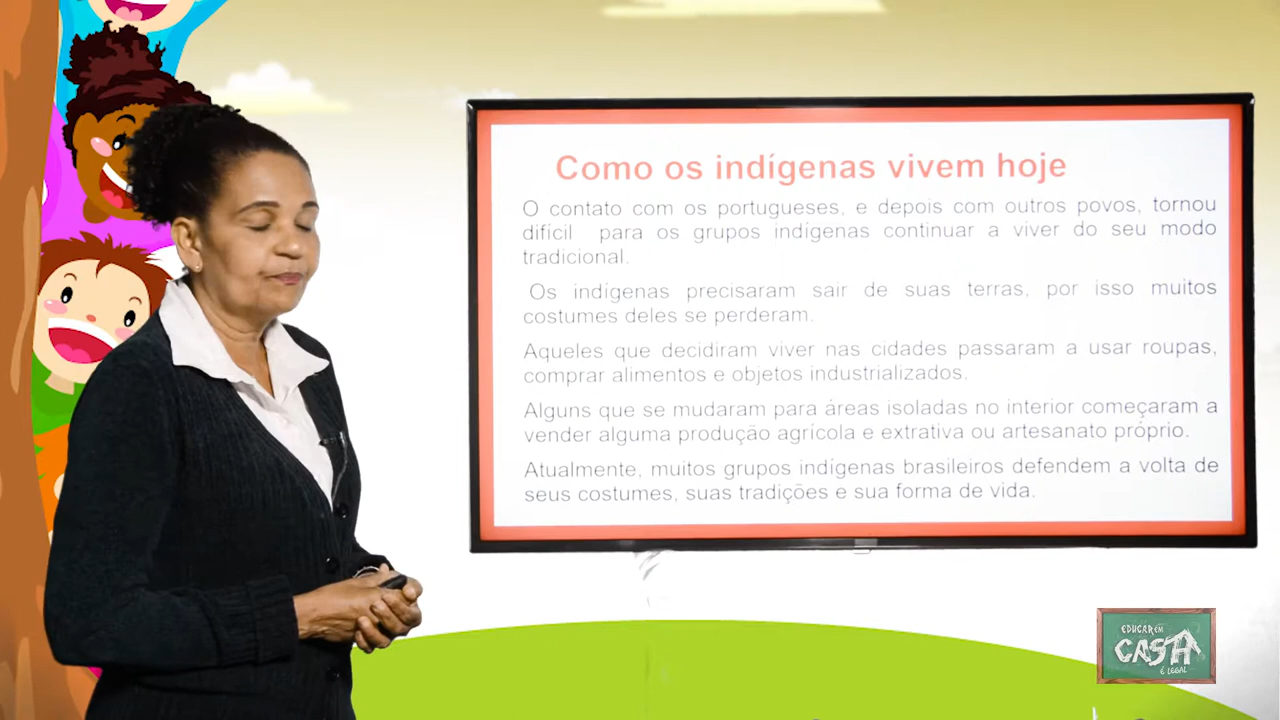 Como os indígenas vivem hoje
O contato com os portugueses, e depois com outros povos, tornou
difícil para os grupos indígenas continuar a viver do seu modo
tradicional.
Os indígenas precisaram sair de suas terras, por isso muitos
costumes deles se perderam.
Aqueles que decidiram viver nas cidades passaram a usar roupas,
comprar alimentos e objetos industrializados.
Alguns que se mudaram para áreas isoladas no interior começaram a
vender alguma produção agrícola e extrativa ou artesanato próprio.
Atualmente, muitos grupos indígenas brasileiros defendem a volta de
seus costumes, suas tradições e sua forma de vida.
EDUCAR EM
CASA
É LEGAL